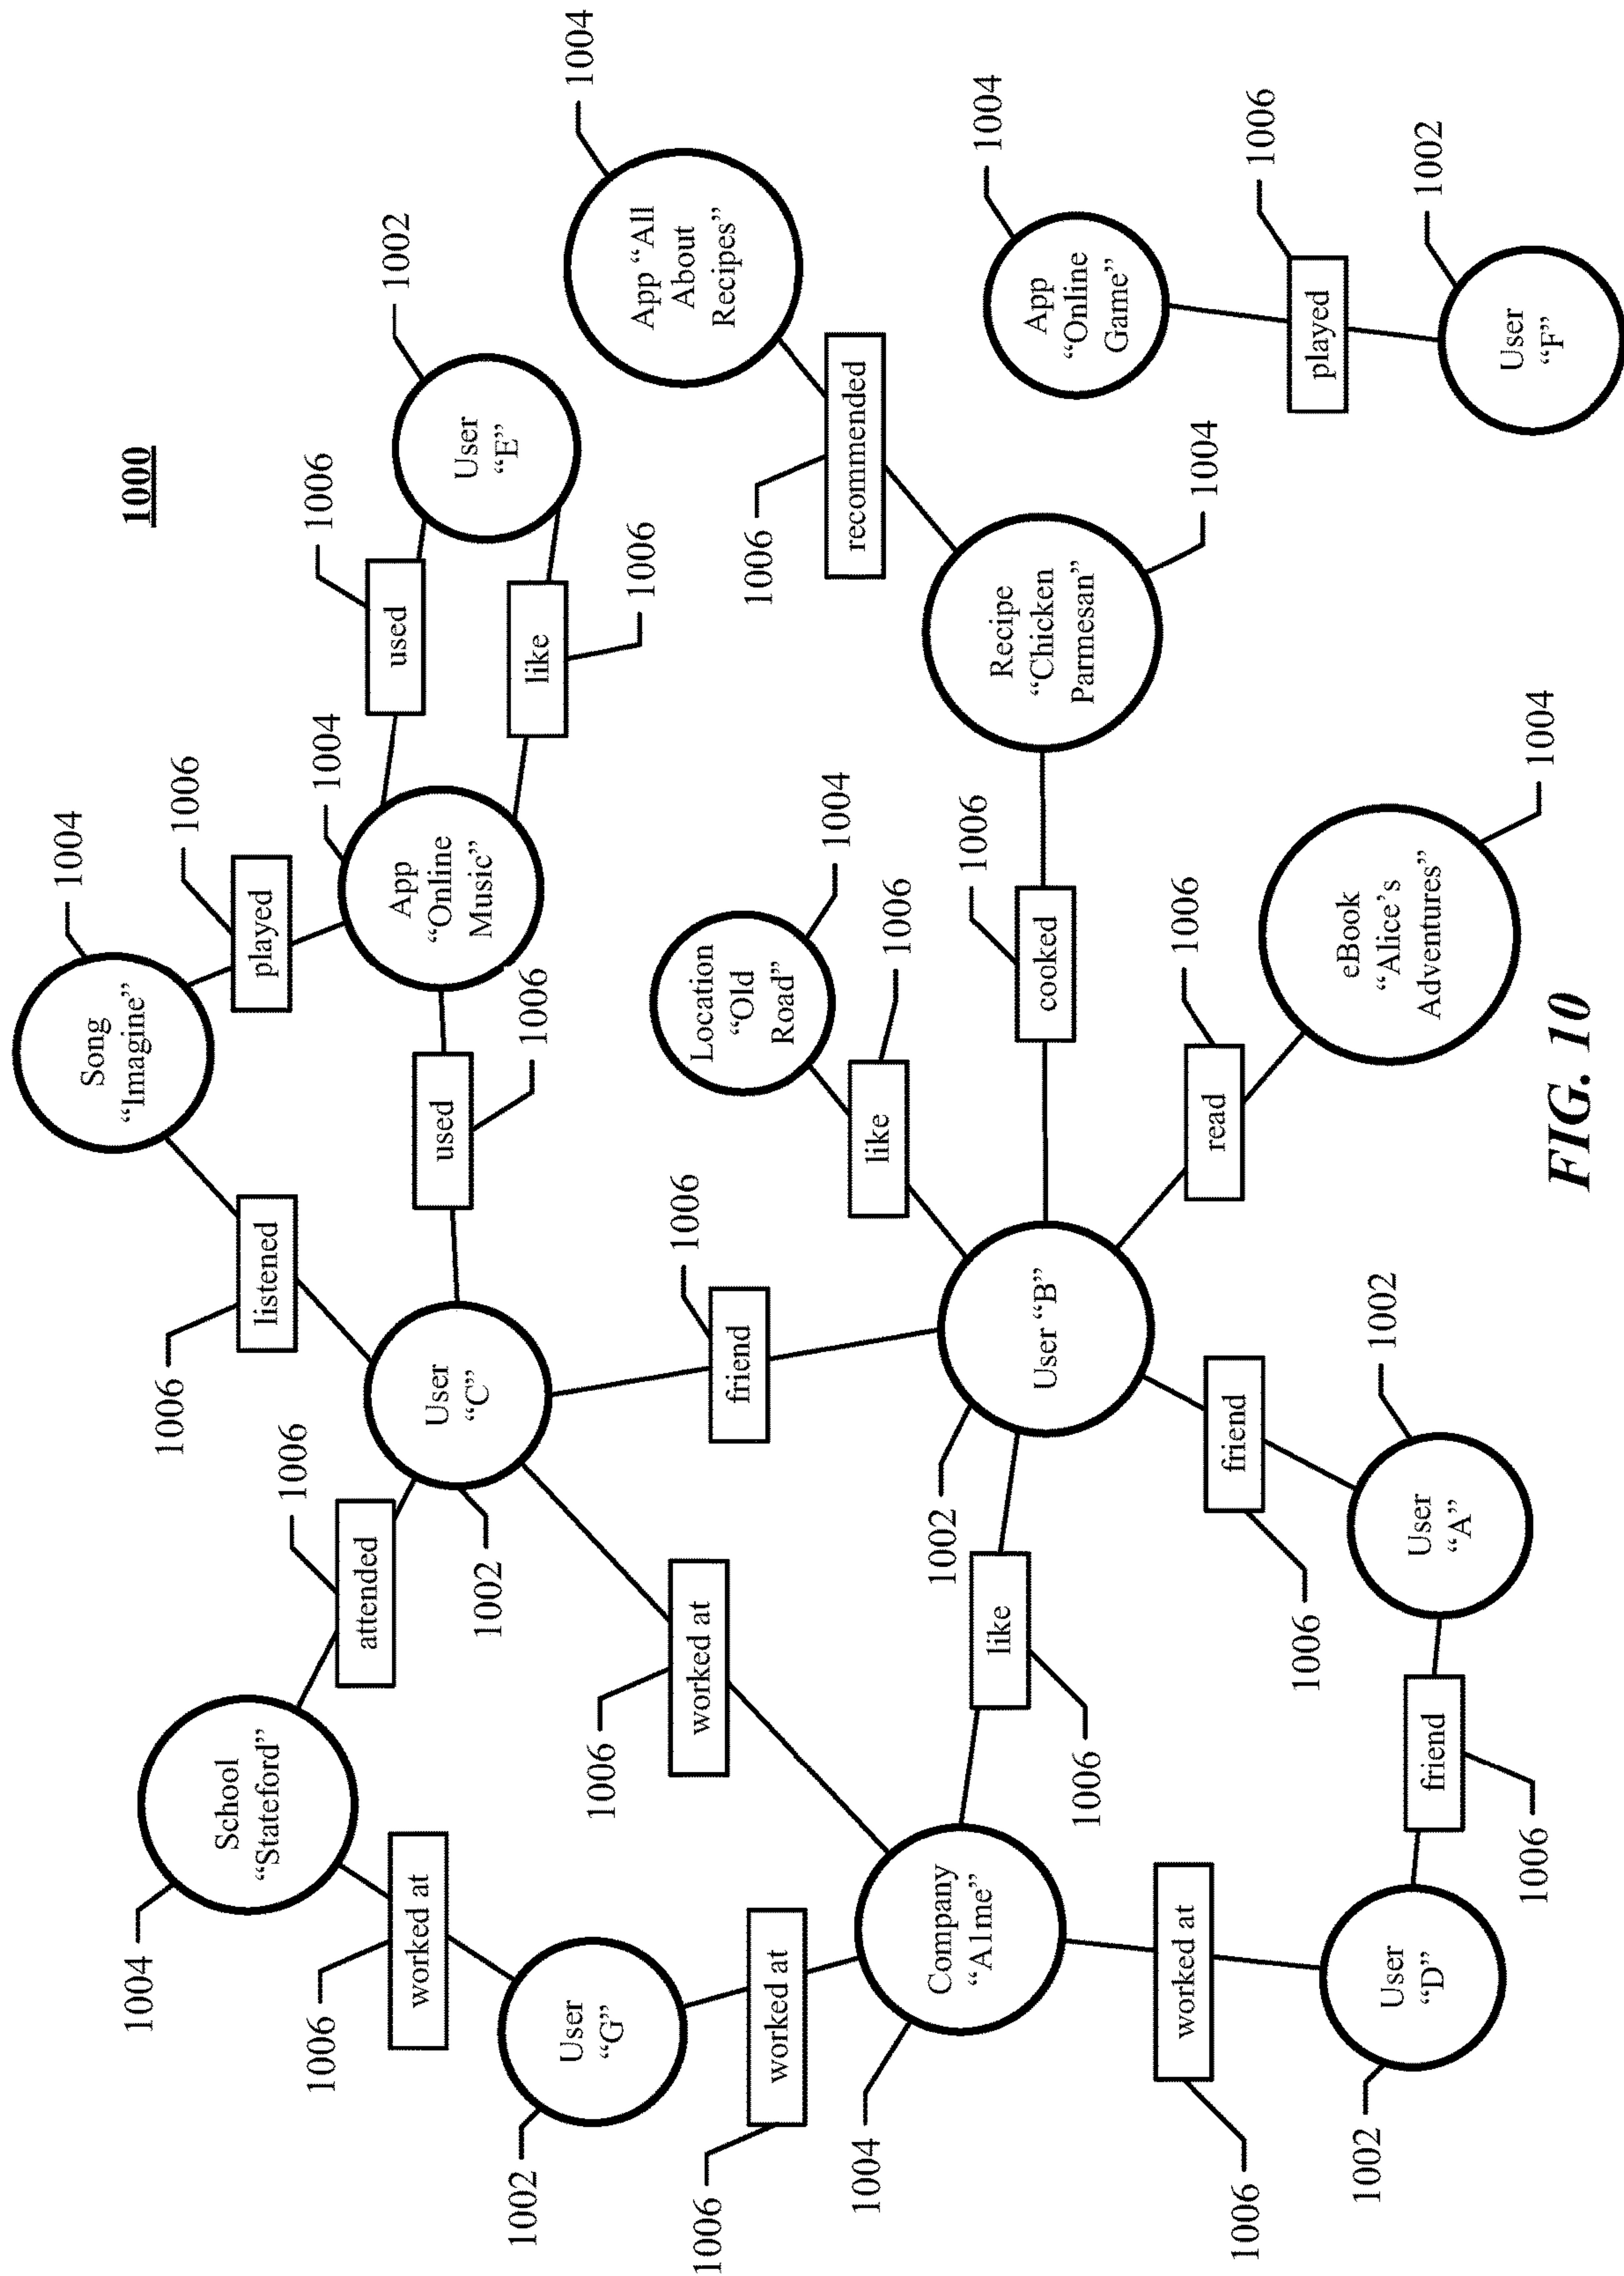 1004
Song
“Imagine”
1000
1004
1006
1006
School
“Stateford”
listened
played
1006
1006
1006
1004
attended
used
1002
worked at
User
“C”
App
“Online
Music”
User
“E”
used
1002
1002
1006
like
1004
User
“G”
1006
1006
App “All
About
Recipes”
1006
worked at
1006
Location
“Old
Road”
friend
1006
worked at
1004
1004
recommended
like
1006
1002
Company
“A1me”
1006
1004
like
Recipe
“Chicken
Parmesan”
User “B”
cooked
App
“Online
Game”
1006
worked at
1006
1004
read
friend
1006
1006
1006
played
1002
User
“D”
eBook
“Alice’s
Adventures”
1002
User
“A”
1002
friend
User
“F”
1006
1004
FIG. 10